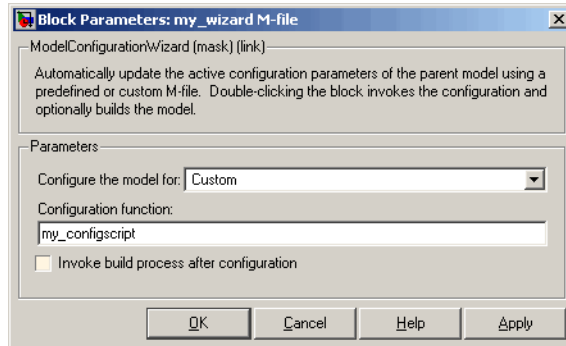 Block Parameters: my_wizard M-file
ModelConfigurationWizard (mask) (link)
Automatically update the active configuration parameters of the parent model using a
predefined or custom M-file. Double-clicking the block invokes the configuration and
optionally builds the model.
Parameters
Configure the model for: Custom
Configuration function:
my_configscript
Invoke build process after configuration
OK Cancel Help Apply